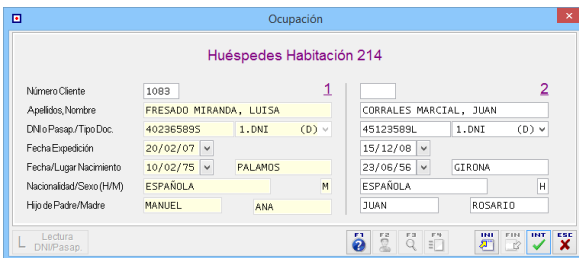 Ocupación
Huéspedes Habitación 214
Número Cliente 1083 1 2
Apellidos, Nombre FRESADO MIRANDA, LUISA CORRALES MARCIAL, JUAN
DNI o Pasap./Tipo Doc. 40236589S 1.DNI (D) 45123589L 1.DNI (D)
Fecha Expedición 20/02/07 15/12/08
Fecha/Lugar Nacimiento 10/02/75 PALAMOS 23/06/56 GIRONA
Nacionalidad/Sexo (H/M) ESPAÑOLA M ESPAÑOLA H
Hijo de Padre/Madre MANUEL ANA JUAN ROSARIO
Lectura
DNI/Pasap.
F1 F2 F3 F4 INI FIN INT ESC